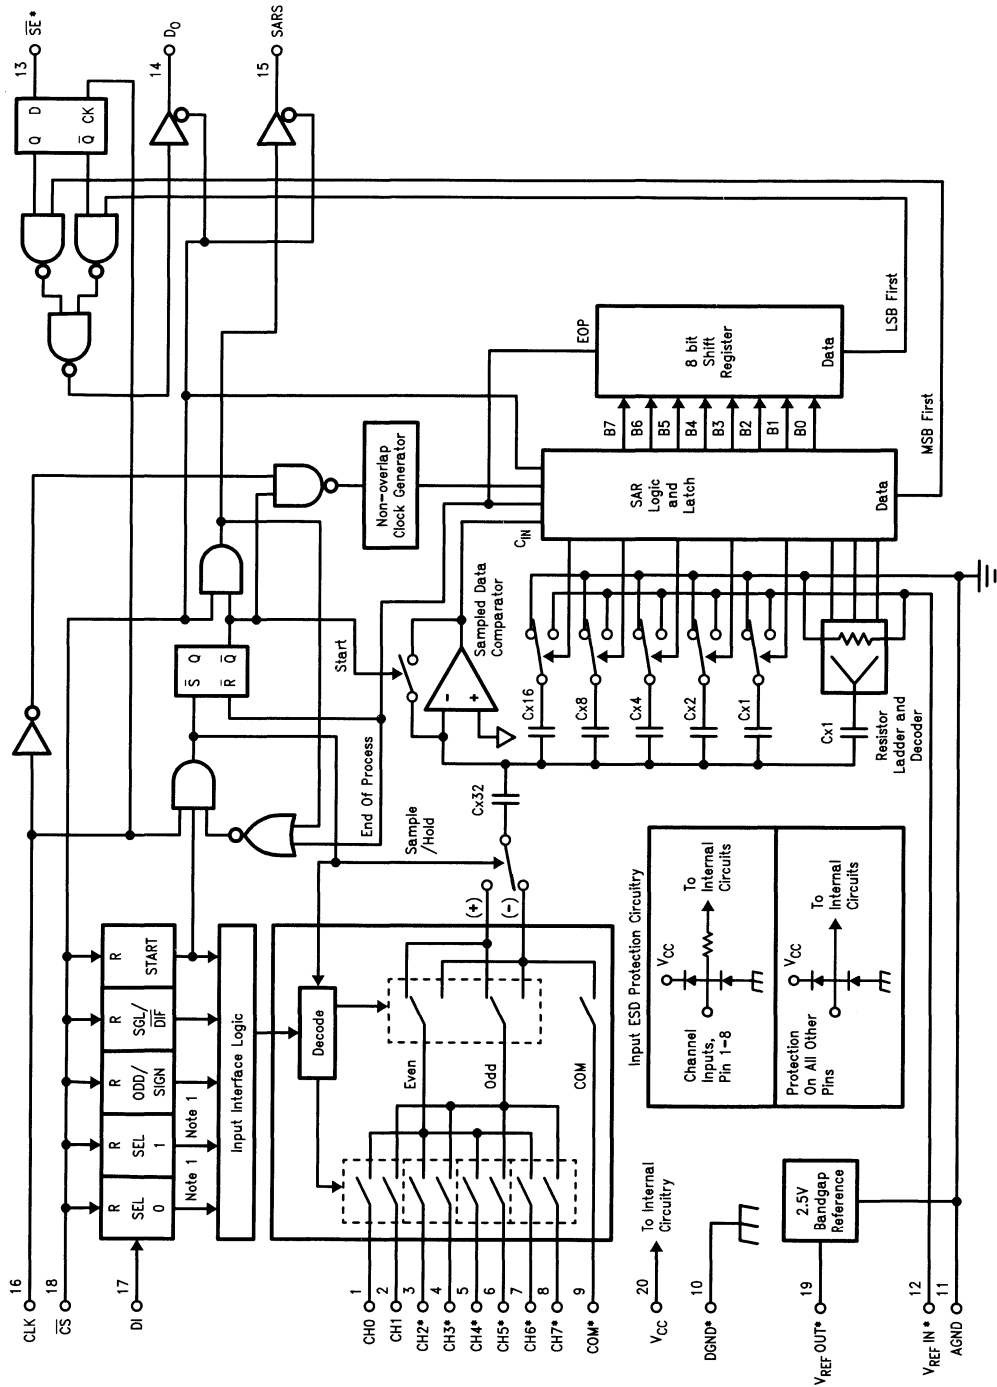 CLK 16
C̅S̅ 18
DI 17
R
SEL
0
R
SEL
1
R
ODD/
SIGN
R
SGL/
D̅I̅F̅
R
START
Note 1
Note 1
Input Interface Logic
Decode
Even
Odd
COM
(+)
(-)
CH0 1
CH1 2
CH2* 3
CH3* 4
CH4* 5
CH5* 6
CH6* 7
CH7* 8
COM* 9
VCC 20
To Internal
Circuitry
DGND* 10
VREF OUT* 19
2.5V
Bandgap
Reference
VREF IN* 12
AGND 11
Input ESD Protection Circuitry
Channel
Inputs,
Pin 1-8
VCC
To
Internal
Circuits
Protection
On All Other
Pins
VCC
To
Internal
Circuits
End Of Process
Sample
/Hold
S̅ Q
R̅ Q̅
Start
Cx32
-
+
Sampled Data
Comparator
Cx16
Cx8
Cx4
Cx2
Cx1
Cx1
Resistor
Ladder and
Decoder
Non-overlap
Clock Generator
CIN
SAR
Logic
and
Latch
Data
B7
B6
B5
B4
B3
B2
B1
B0
EOP
8 bit
Shift
Register
Data
MSB First
LSB First
Q D
Q̅ CK
13 S̅E̅*
14 DO
15 SARS